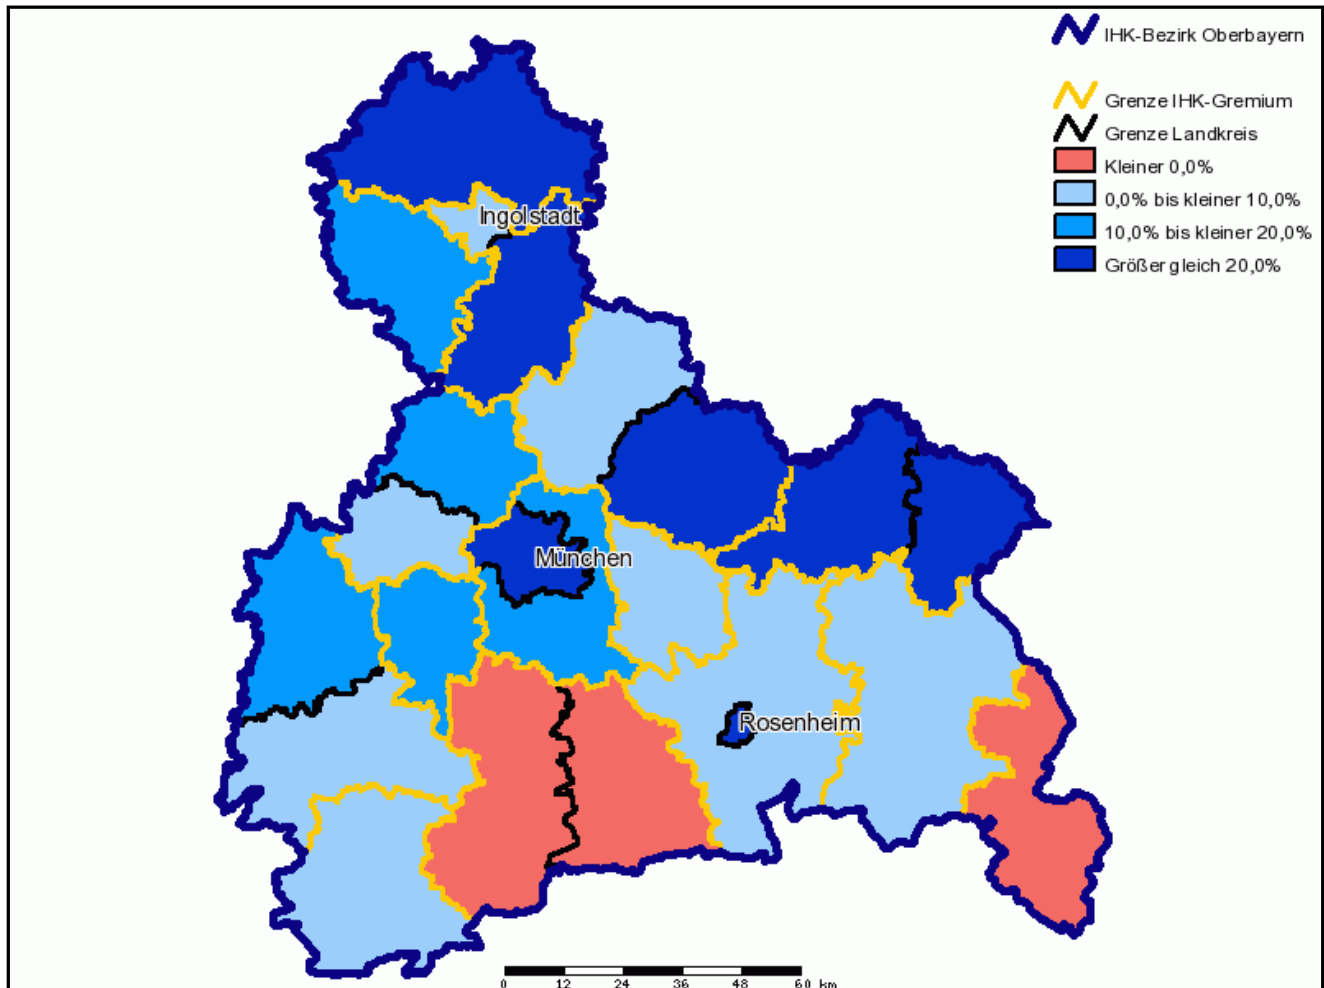 IHK-Bezirk Oberbayern
Grenze IHK-Gremium
Grenze Landkreis
Kleiner 0,0%
0,0% bis kleiner 10,0%
10,0% bis kleiner 20,0%
Größer gleich 20,0%
Ingolstadt
München
Rosenheim
0 12 24 36 48 60 km